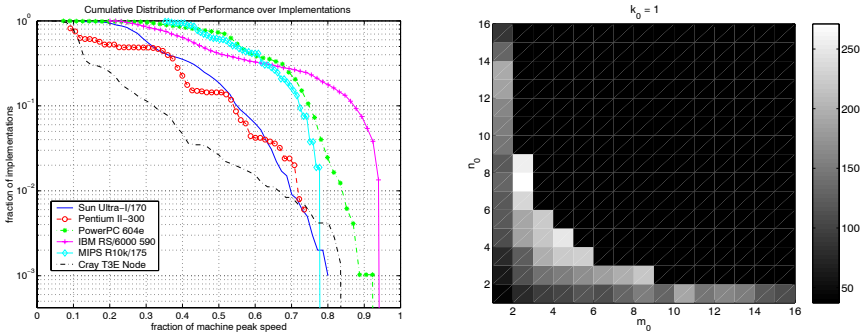 Cumulative Distribution of Performance over Implementations
10^0
10^-1
10^-2
10^-3
fraction of implementations
Sun Ultra-I/170
Pentium II-300
PowerPC 604e
IBM RS/6000 590
MIPS R10k/175
Cray T3E Node
0 0.1 0.2 0.3 0.4 0.5 0.6 0.7 0.8 0.9 1
fraction of machine peak speed
k_0 = 1
16
14
12
10
8
6
4
2
n_0
2 4 6 8 10 12 14 16
m_0
250
200
150
100
50